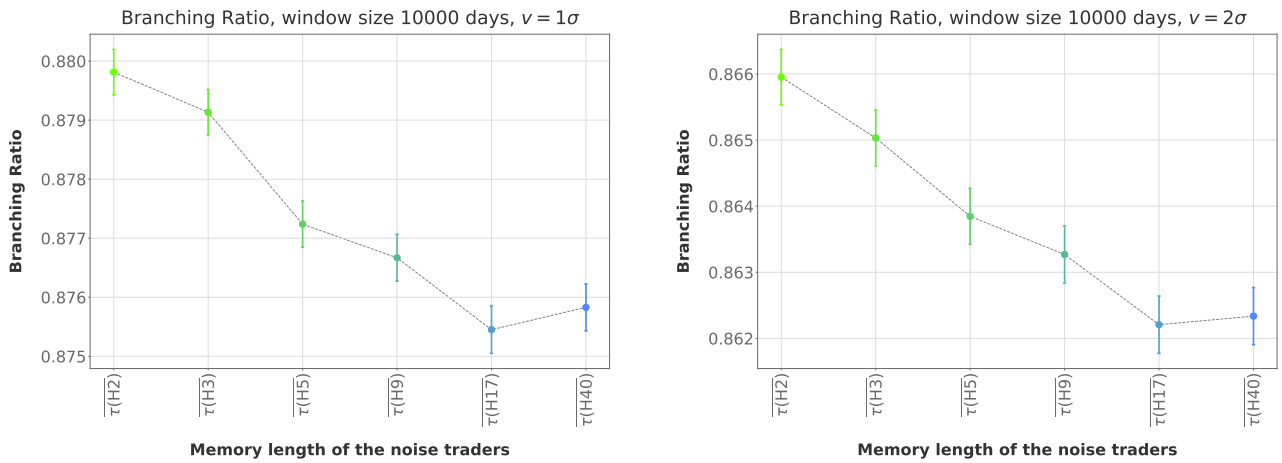 Branching Ratio, window size 10000 days, v = 1σ
Branching Ratio
0.880
0.879
0.878
0.877
0.876
0.875
τ(H2)
τ(H3)
τ(H5)
τ(H9)
τ(H17)
τ(H40)
Memory length of the noise traders
Branching Ratio, window size 10000 days, v = 2σ
Branching Ratio
0.866
0.865
0.864
0.863
0.862
τ(H2)
τ(H3)
τ(H5)
τ(H9)
τ(H17)
τ(H40)
Memory length of the noise traders